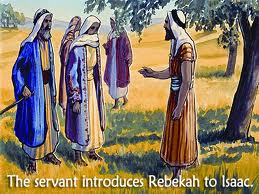 The servant introduces Rebekah to Isaac.